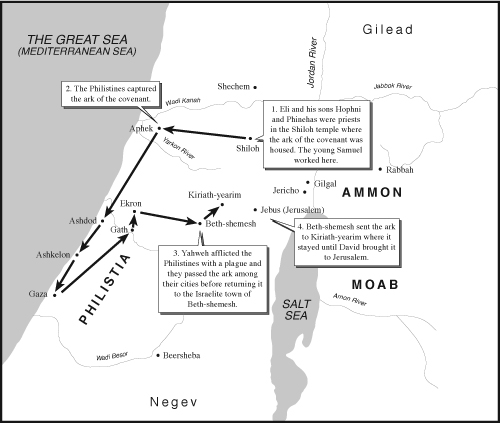 THE GREAT SEA
(MEDITERRANEAN SEA)
Gilead
Jordan River
2. The Philistines captured
the ark of the covenant.
Shechem
Wadi Kanah
Jabbok River
1. Eli and his sons Hophni
and Phinehas were priests
in the Shiloh temple where
the ark of the covenant was
housed. The young Samuel
worked here.
Aphek
Yarkon River
Shiloh
Rabbah
Gilgal
Jericho
AMMON
Kiriath-yearim
Ekron
Jebus (Jerusalem)
Ashdod
Gath
Beth-shemesh
4. Beth-shemesh sent the ark
to Kiriath-yearim where it
stayed until David brought it
to Jerusalem.
Ashkelon
3. Yahweh afflicted the
Philistines with a plague and
they passed the ark among
their cities before returning it
to the Israelite town of
Beth-shemesh.
Gaza
PHILISTIA
MOAB
SALT
SEA
Arnon River
Wadi Besor
Beersheba
Negev